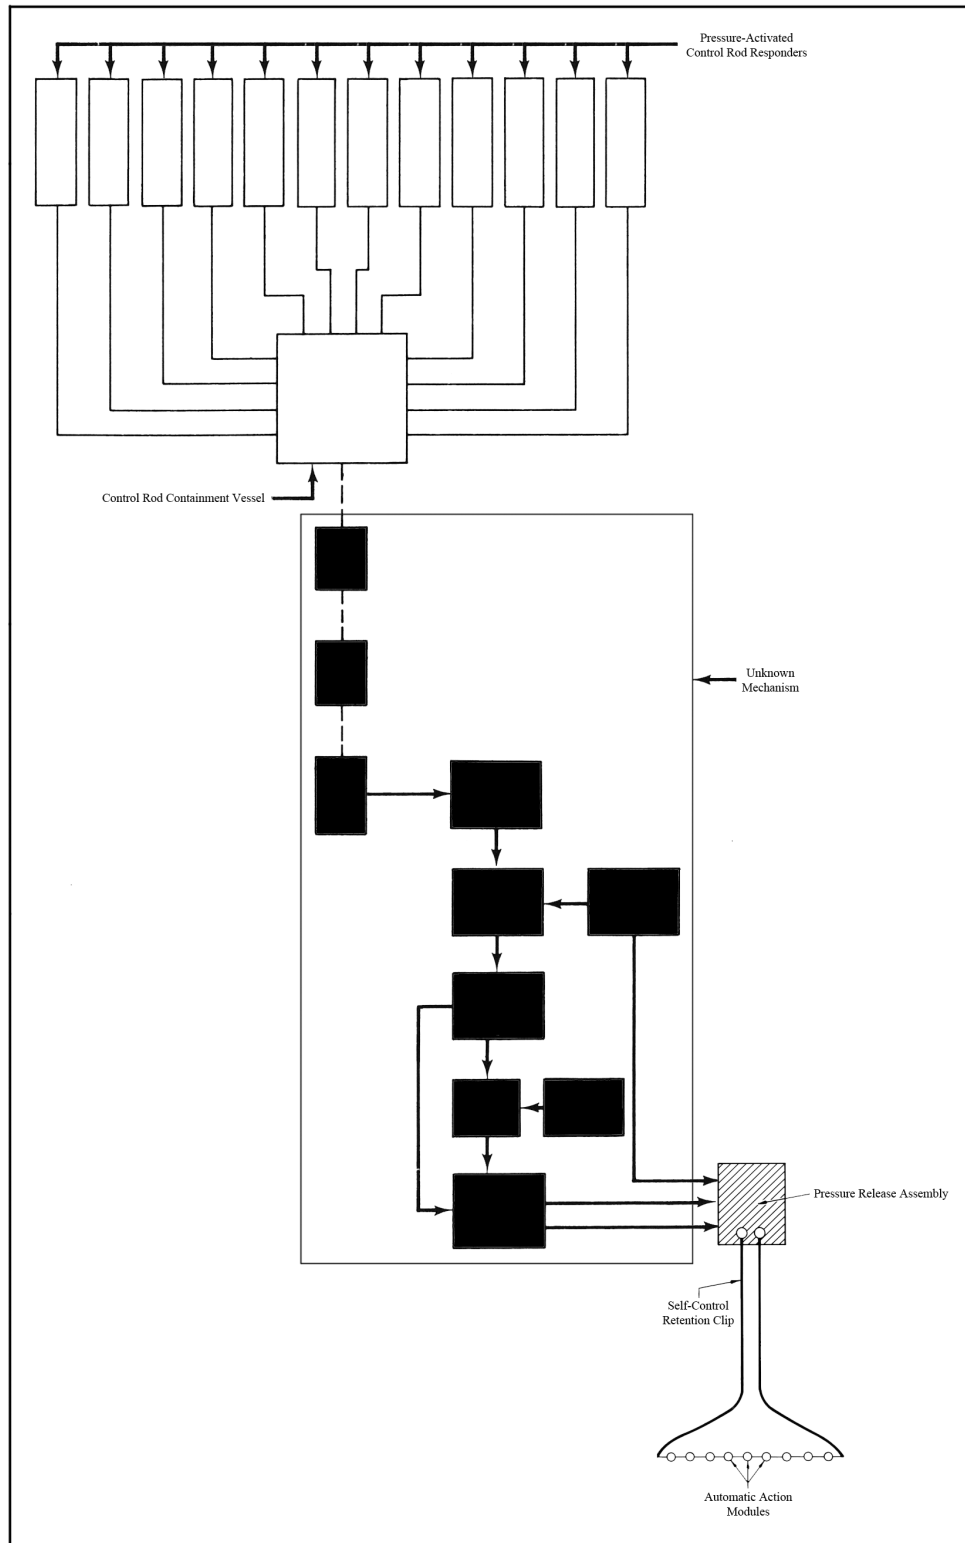 Pressure-Activated
Control Rod Responders
Control Rod Containment Vessel
Unknown
Mechanism
Pressure Release Assembly
Self-Control
Retention Clip
Automatic Action
Modules